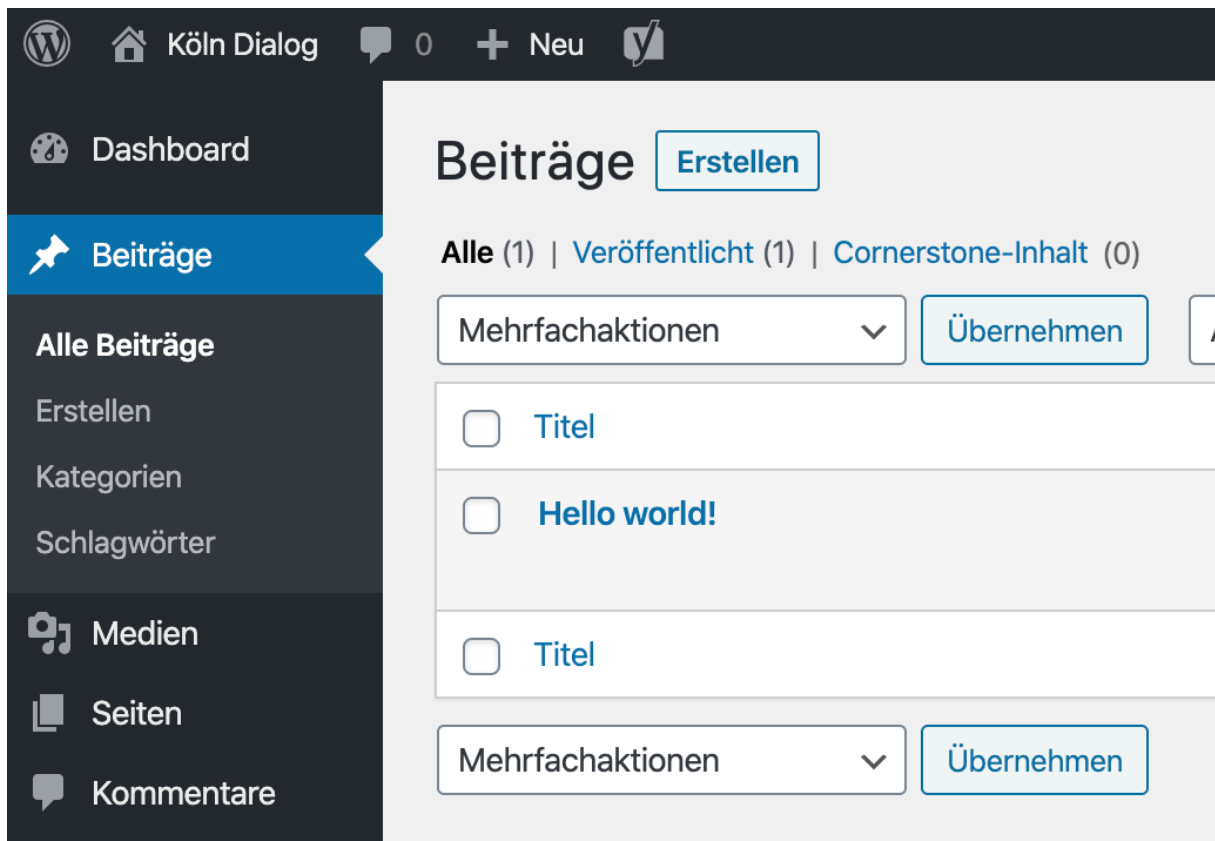 Köln Dialog 0 Neu
Dashboard
Beiträge
Alle Beiträge
Erstellen
Kategorien
Schlagwörter
Medien
Seiten
Kommentare
Beiträge Erstellen
Alle (1) | Veröffentlicht (1) | Cornerstone-Inhalt (0)
Mehrfachaktionen Übernehmen
Titel
Hello world!
Titel
Mehrfachaktionen Übernehmen